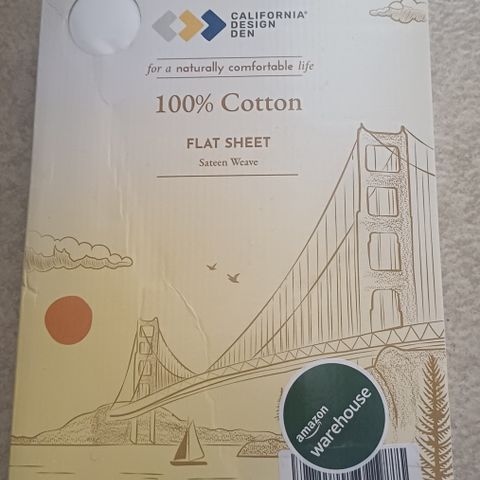 CALIFORNIA®
DESIGN
DEN
for a naturally comfortable life
100% Cotton
FLAT SHEET
Sateen Weave
amazon
warehouse